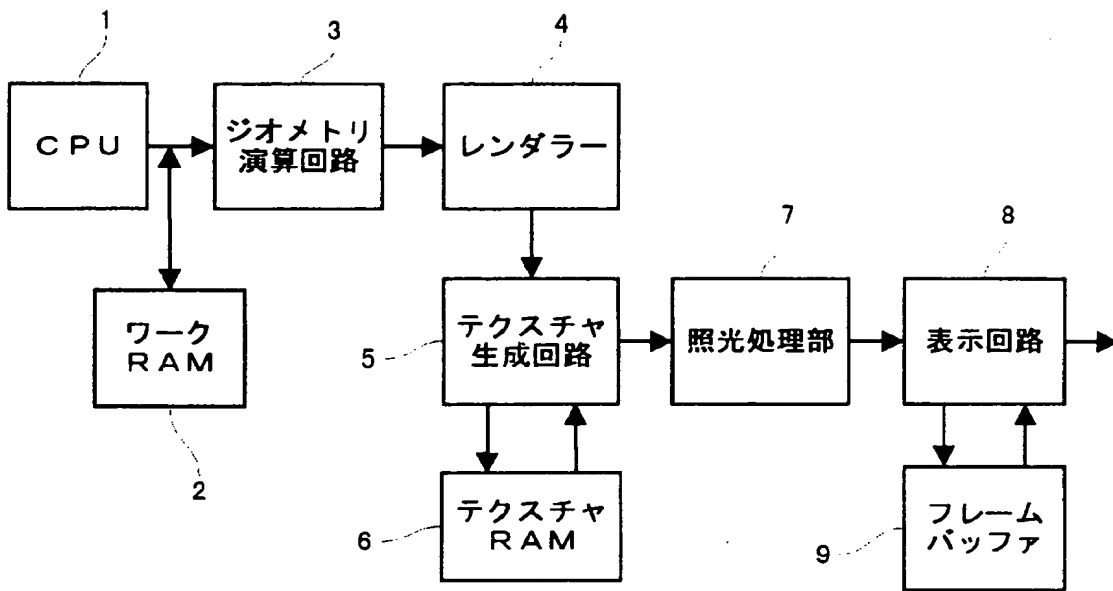 1
3
4
CPU
ジオメトリ
演算回路
レンダラー
7
8
ワーク
RAM
5
テクスチャ
生成回路
照光処理部
表示回路
2
6
テクスチャ
RAM
9
フレーム
バッファ